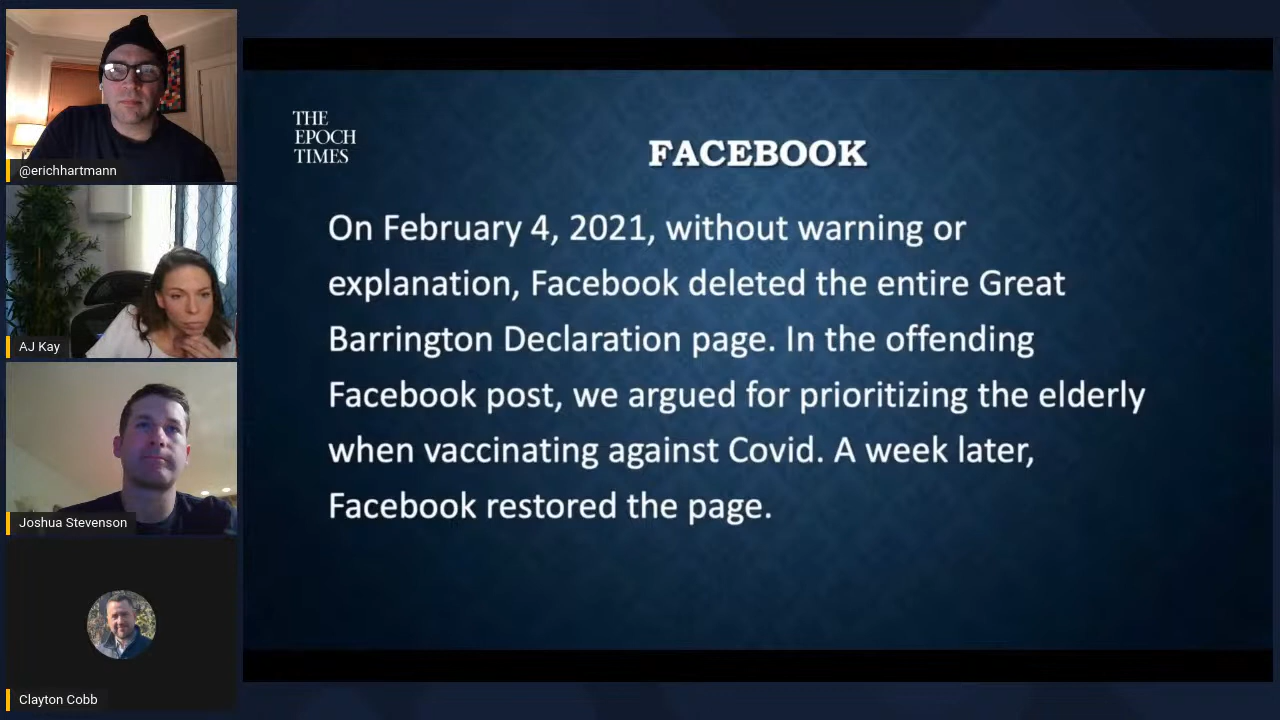 @erichhartmann
AJ Kay
Joshua Stevenson
Clayton Cobb
THE
EPOCH
TIMES
FACEBOOK
On February 4, 2021, without warning or
explanation, Facebook deleted the entire Great
Barrington Declaration page. In the offending
Facebook post, we argued for prioritizing the elderly
when vaccinating against Covid. A week later,
Facebook restored the page.